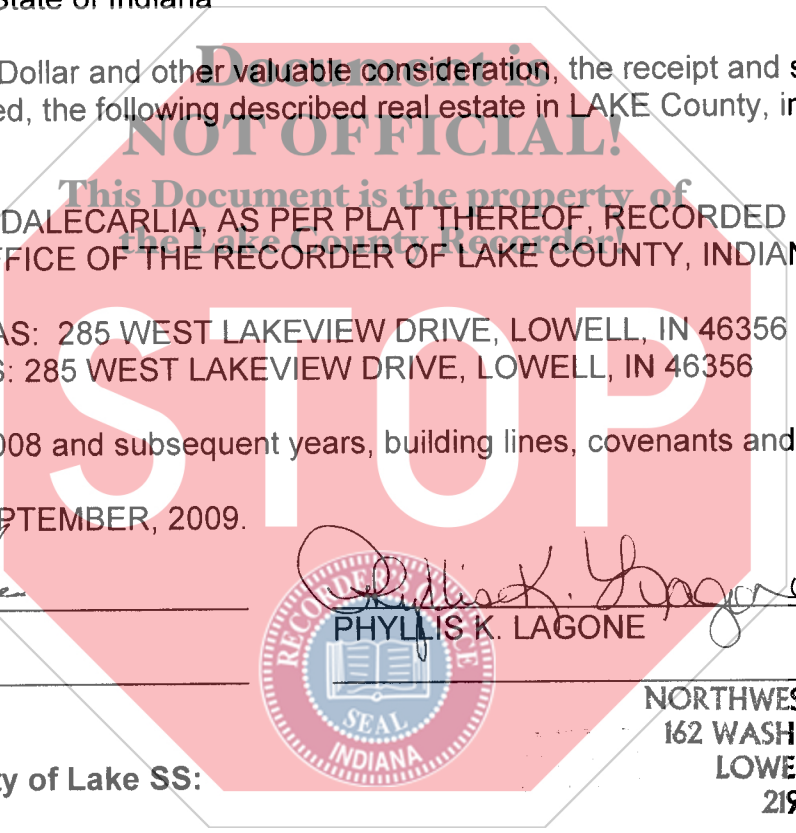 State of Indiana
Document is
Dollar and other valuable consideration, the receipt and s
ed, the following described real estate in LAKE County, in
NOT OFFICIAL!
This Document is the property of
DALECARLIA, AS PER PLAT THEREOF, RECORDED
the Lake County Recorder!
FFICE OF THE RECORDER OF LAKE COUNTY, INDIAN
AS: 285 WEST LAKEVIEW DRIVE, LOWELL, IN 46356
S: 285 WEST LAKEVIEW DRIVE, LOWELL, IN 46356
STOP
008 and subsequent years, building lines, covenants and
PTEMBER, 2009.
Phyllis K. Lagone
PHYLLIS K. LAGONE
RECORDER'S OFFICE
SEAL
INDIANA
NORTHWES
162 WASH
LOWE
219
ty of Lake SS: